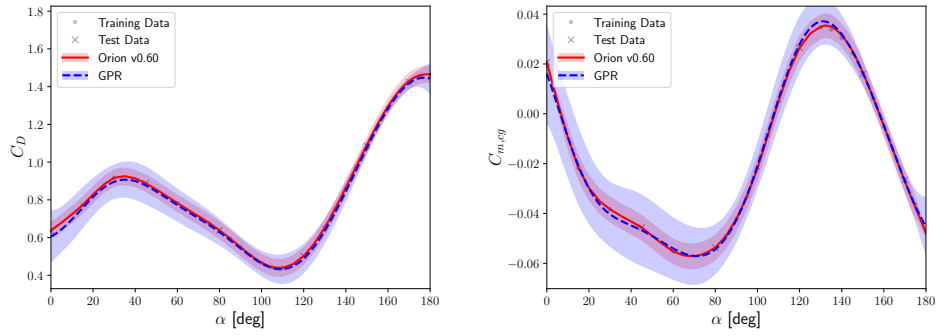 1.8
1.6
1.4
1.2
1.0
0.8
0.6
0.4
C_D
Training Data
Test Data
Orion v0.60
GPR
0 20 40 60 80 100 120 140 160 180
α [deg]
0.04
0.02
0.00
−0.02
−0.04
−0.06
C_{m,cg}
Training Data
Test Data
Orion v0.60
GPR
0 20 40 60 80 100 120 140 160 180
α [deg]